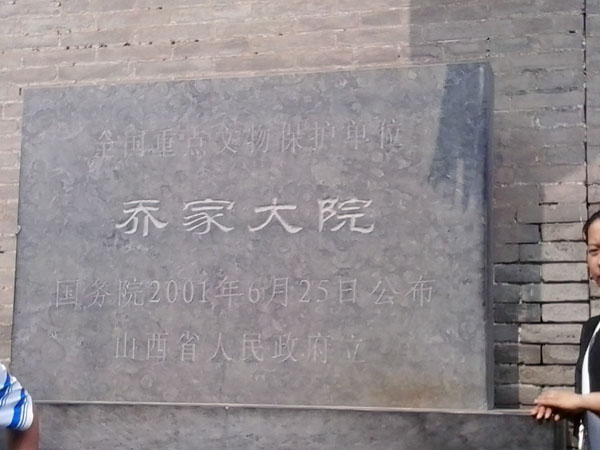 全国重点文物保护单位
乔家大院
国务院2001年6月25日公布
山西省人民政府立